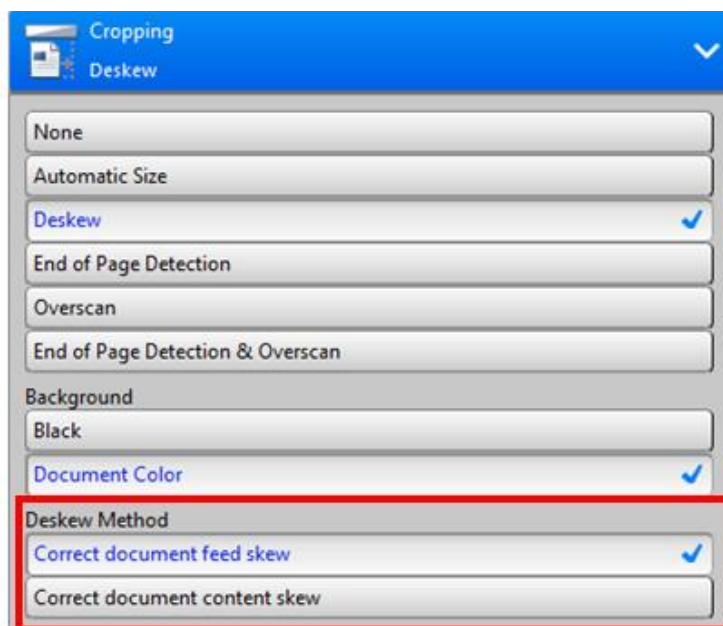 Cropping
Deskew
None
Automatic Size
Deskew
End of Page Detection
Overscan
End of Page Detection & Overscan
Background
Black
Document Color
Deskew Method
Correct document feed skew
Correct document content skew